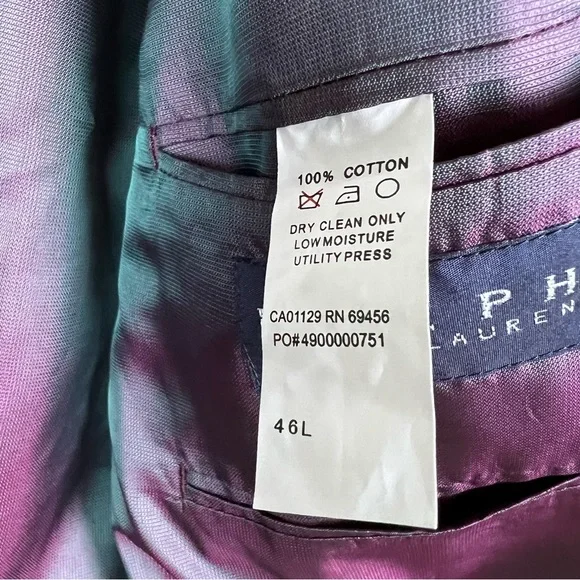 100% COTTON
DRY CLEAN ONLY
LOW MOISTURE
UTILITY PRESS
CA01129 RN 69456
PO#4900000751
46L
PH
LAUREN